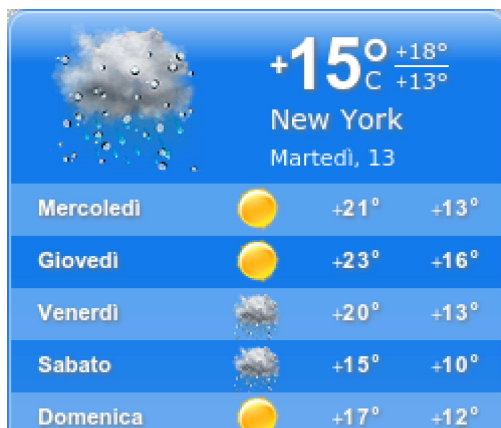 +15° +18°
C +13°
New York
Martedì, 13
Mercoledì +21° +13°
Giovedì +23° +16°
Venerdì +20° +13°
Sabato +15° +10°
Domenica +17° +12°